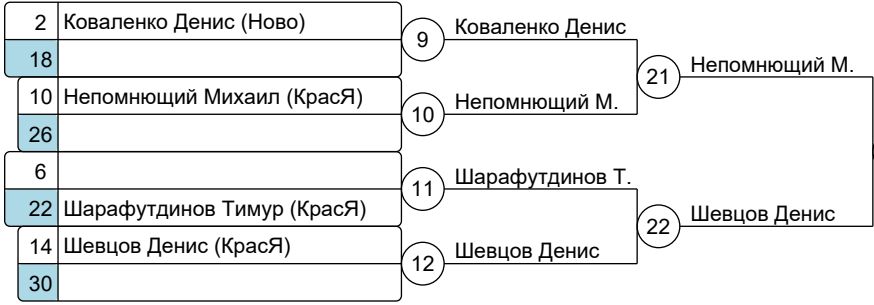 2 Коваленко Денис (Ново)
18
9 Коваленко Денис
10 Непомнющий Михаил (КрасЯ)
26
10 Непомнющий М.
21 Непомнющий М.
6
22 Шарафутдинов Тимур (КрасЯ)
11 Шарафутдинов Т.
14 Шевцов Денис (КрасЯ)
30
12 Шевцов Денис
22 Шевцов Денис